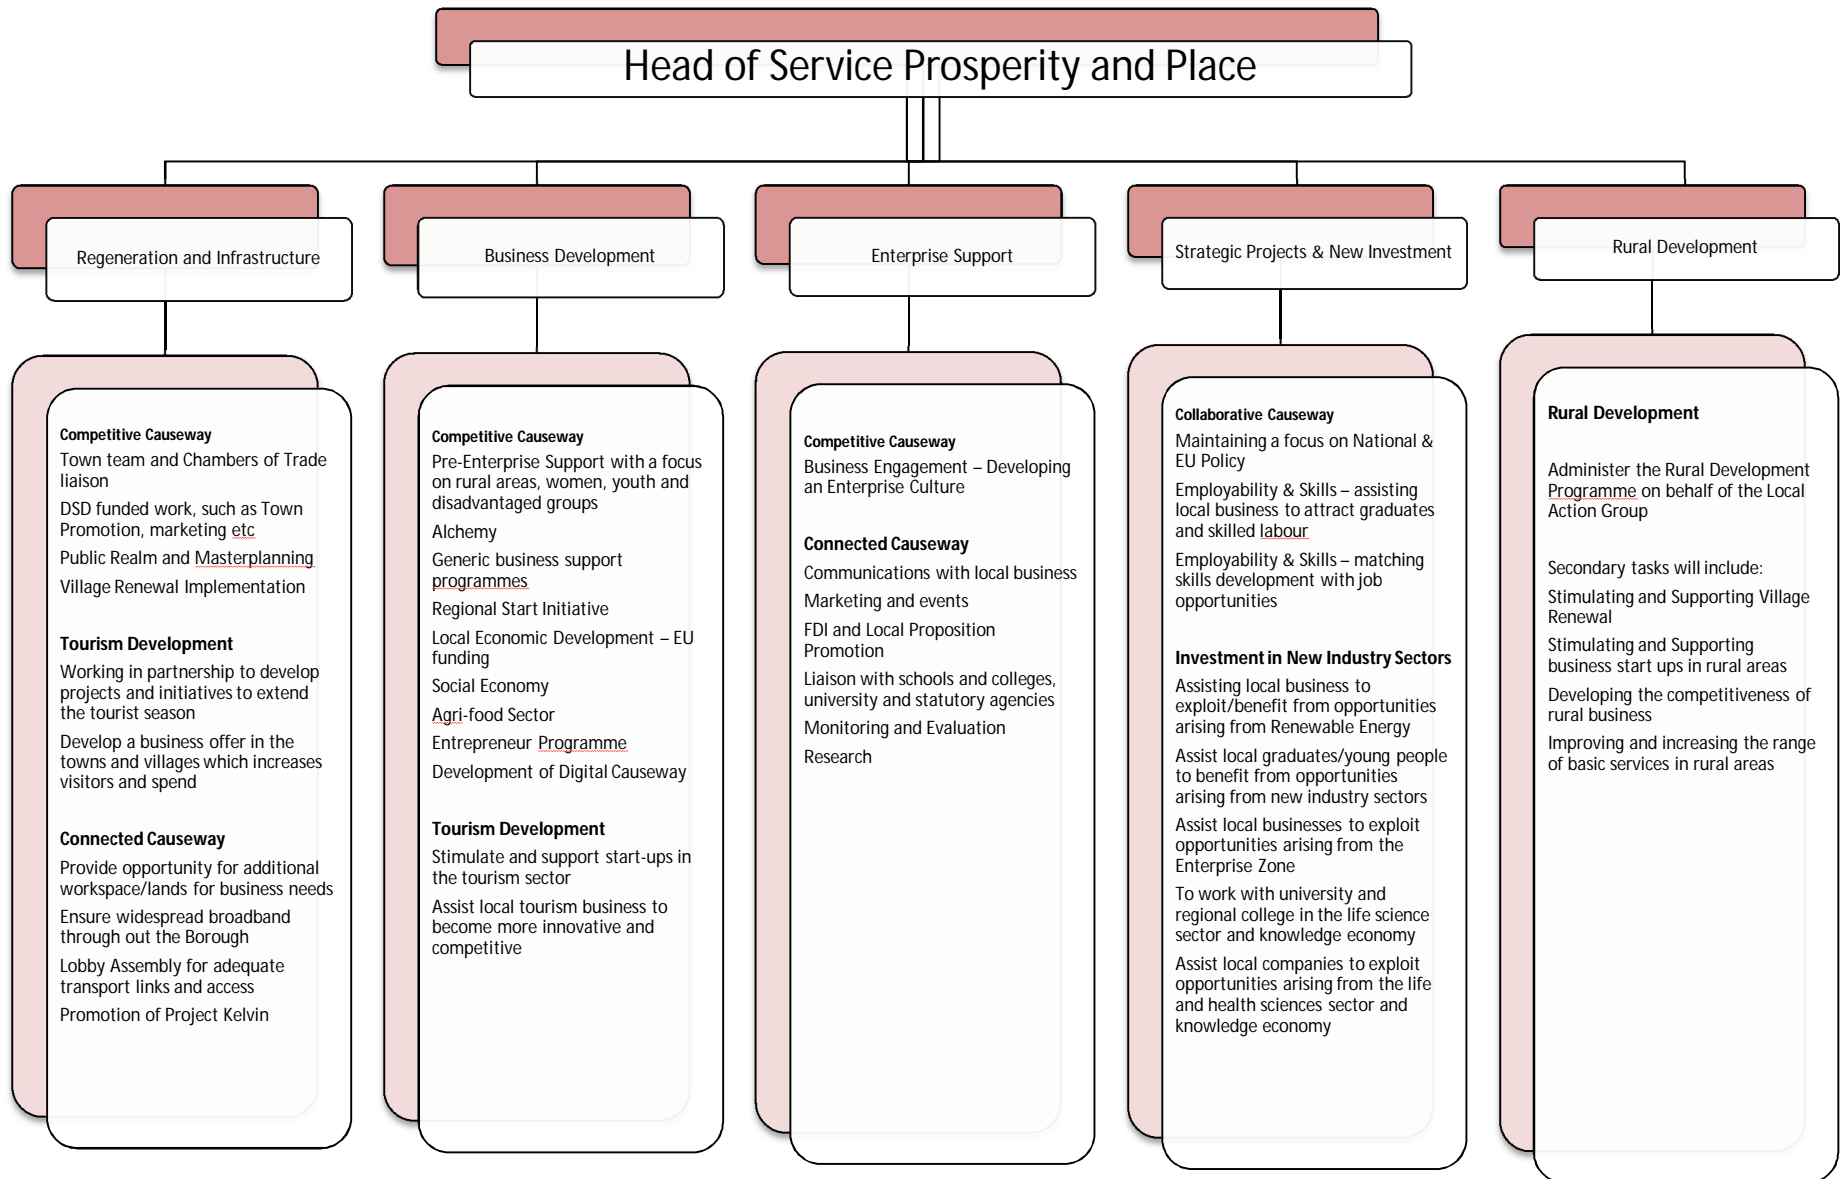 Head of Service Prosperity and Place
Regeneration and Infrastructure
Business Development
Enterprise Support
Strategic Projects & New Investment
Rural Development
Competitive Causeway
Town team and Chambers of Trade
liaison
DSD funded work, such as Town
Promotion, marketing etc
Public Realm and Masterplanning
Village Renewal Implementation
Tourism Development
Working in partnership to develop
projects and initiatives to extend
the tourist season
Develop a business offer in the
towns and villages which increases
visitors and spend
Connected Causeway
Provide opportunity for additional
workspace/lands for business needs
Ensure widespread broadband
through out the Borough
Lobby Assembly for adequate
transport links and access
Promotion of Project Kelvin
Competitive Causeway
Pre-Enterprise Support with a focus
on rural areas, women, youth and
disadvantaged groups
Alchemy
Generic business support
programmes
Regional Start Initiative
Local Economic Development – EU
funding
Social Economy
Agri-food Sector
Entrepreneur Programme
Development of Digital Causeway
Tourism Development
Stimulate and support start-ups in
the tourism sector
Assist local tourism business to
become more innovative and
competitive
Competitive Causeway
Business Engagement – Developing
an Enterprise Culture
Connected Causeway
Communications with local business
Marketing and events
FDI and Local Proposition
Promotion
Liaison with schools and colleges,
university and statutory agencies
Monitoring and Evaluation
Research
Collaborative Causeway
Maintaining a focus on National &
EU Policy
Employability & Skills – assisting
local business to attract graduates
and skilled labour
Employability & Skills – matching
skills development with job
opportunities
Investment in New Industry Sectors
Assisting local business to
exploit/benefit from opportunities
arising from Renewable Energy
Assist local graduates/young people
to benefit from opportunities
arising from new industry sectors
Assist local businesses to exploit
opportunities arising from the
Enterprise Zone
To work with university and
regional college in the life science
sector and knowledge economy
Assist local companies to exploit
opportunities arising from the life
and health sciences sector and
knowledge economy
Rural Development
Administer the Rural Development
Programme on behalf of the Local
Action Group
Secondary tasks will include:
Stimulating and Supporting Village
Renewal
Stimulating and Supporting
business start ups in rural areas
Developing the competitiveness of
rural business
Improving and increasing the range
of basic services in rural areas